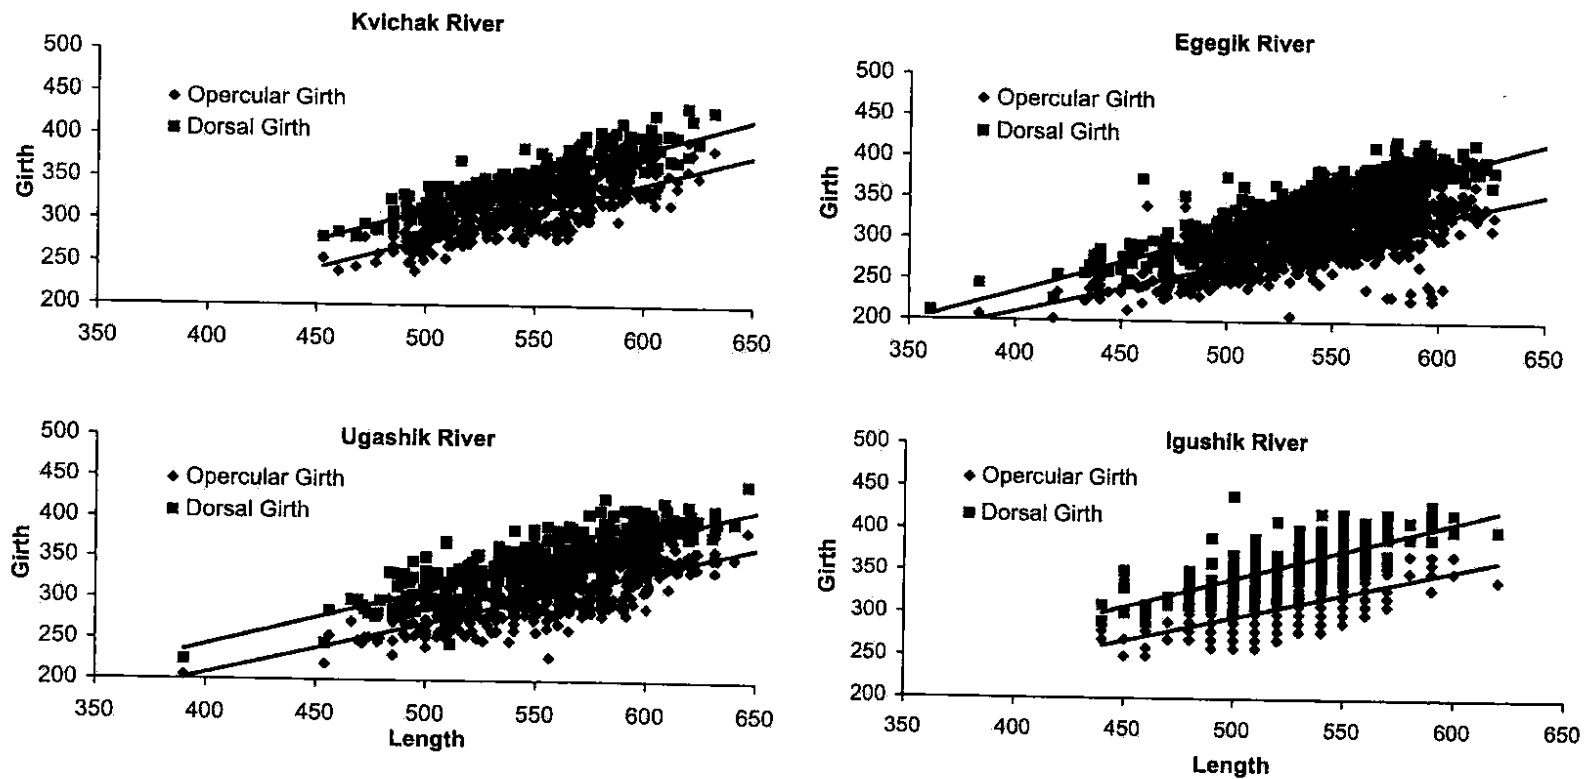 Kvichak River
500
450
400
350
300
250
200
Girth
Opercular Girth
Dorsal Girth
350 400 450 500 550 600 650
Egegik River
500
450
400
350
300
250
200
Girth
Opercular Girth
Dorsal Girth
350 400 450 500 550 600 650
Ugashik River
500
450
400
350
300
250
200
Girth
Opercular Girth
Dorsal Girth
350 400 450 500 550 600 650
Length
Igushik River
500
450
400
350
300
250
200
Girth
Opercular Girth
Dorsal Girth
350 400 450 500 550 600 650
Length